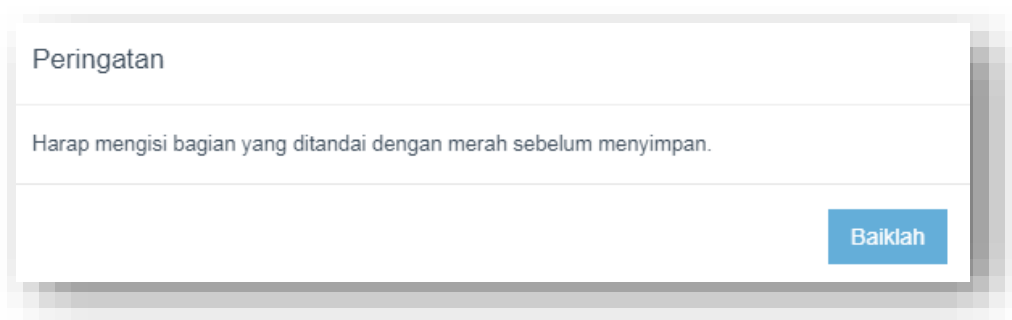 Peringatan
Harap mengisi bagian yang ditandai dengan merah sebelum menyimpan.
Baiklah